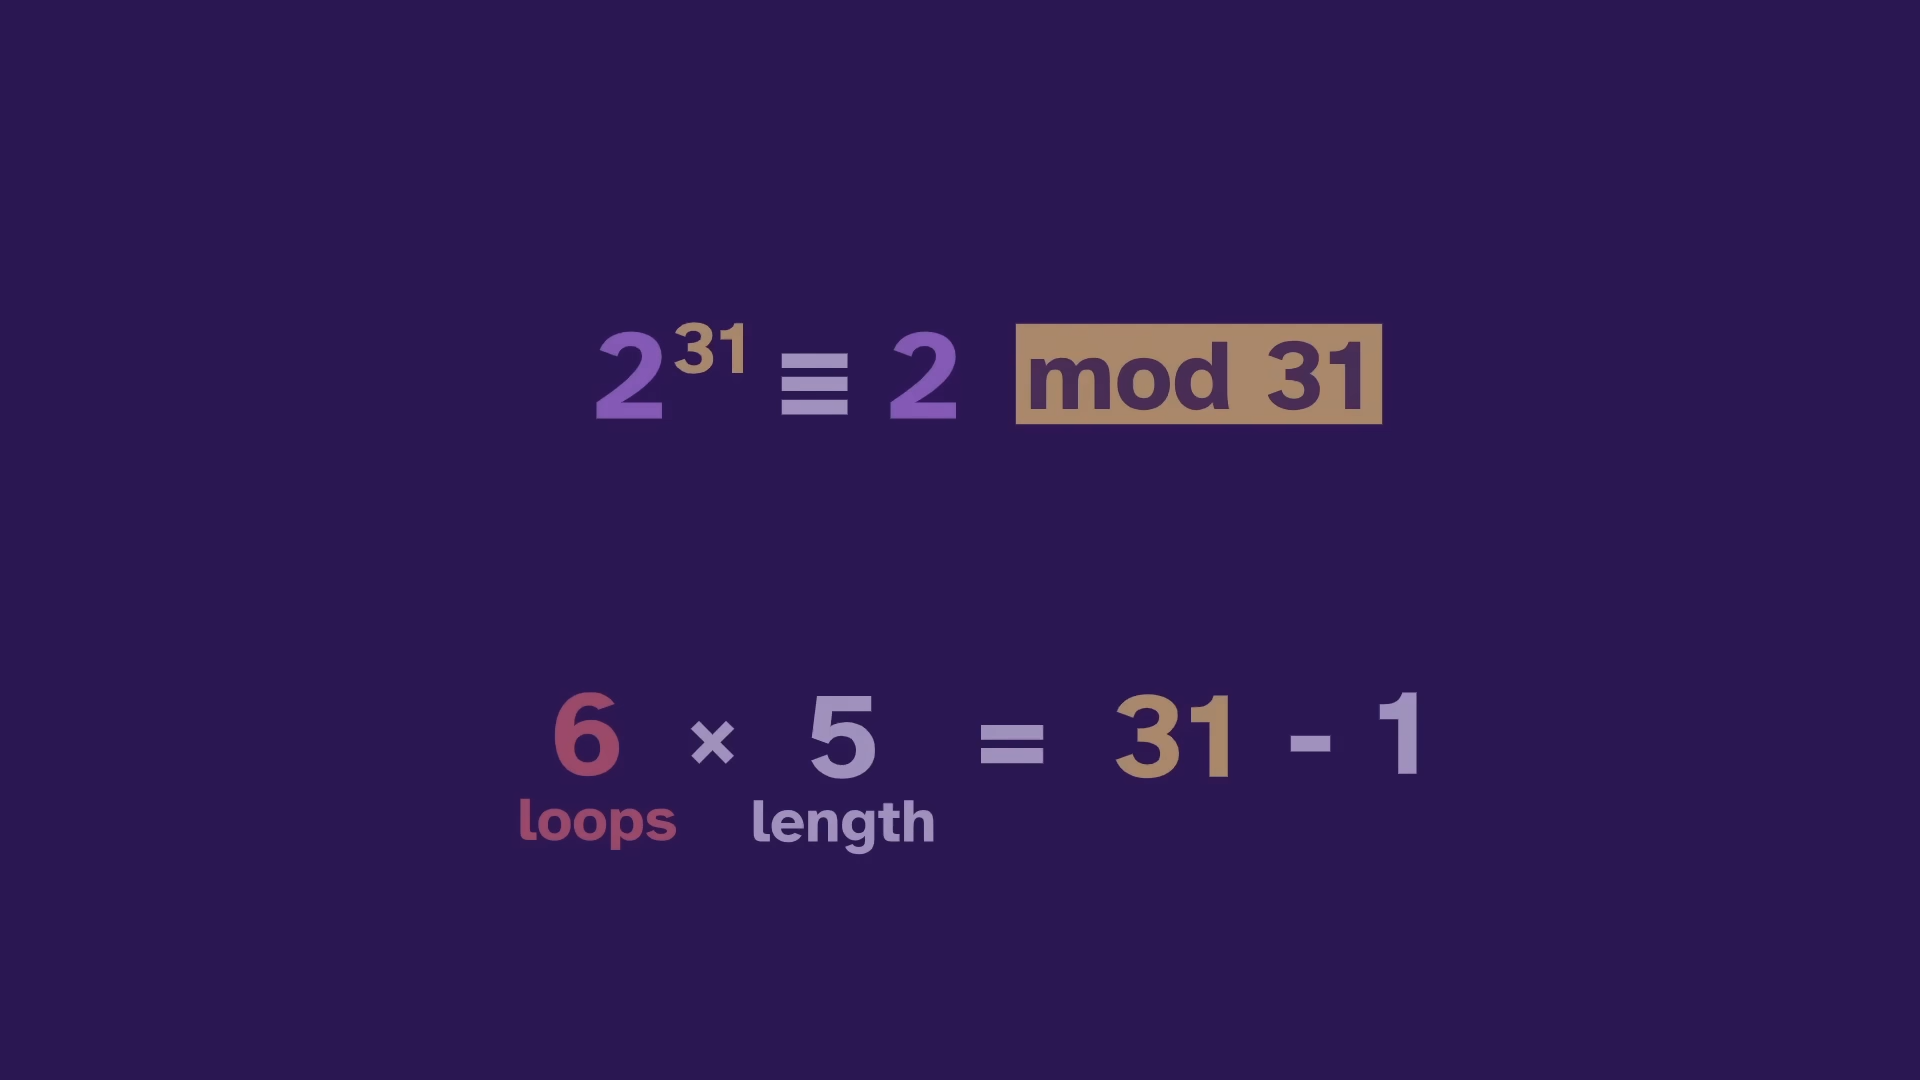 2³¹ ≡ 2 mod 31
6 × 5 = 31 - 1
loops length